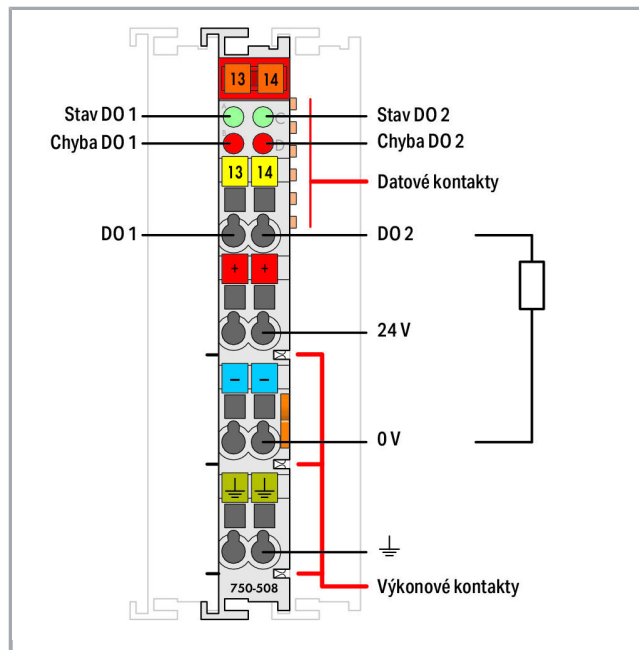 13 14
Stav DO 1
A
C
Stav DO 2
Chyba DO 1
B
D
Chyba DO 2
13 14
Datové kontakty
DO 1
DO 2
+ +
24 V
− −
0 V
Výkonové kontakty
750-508